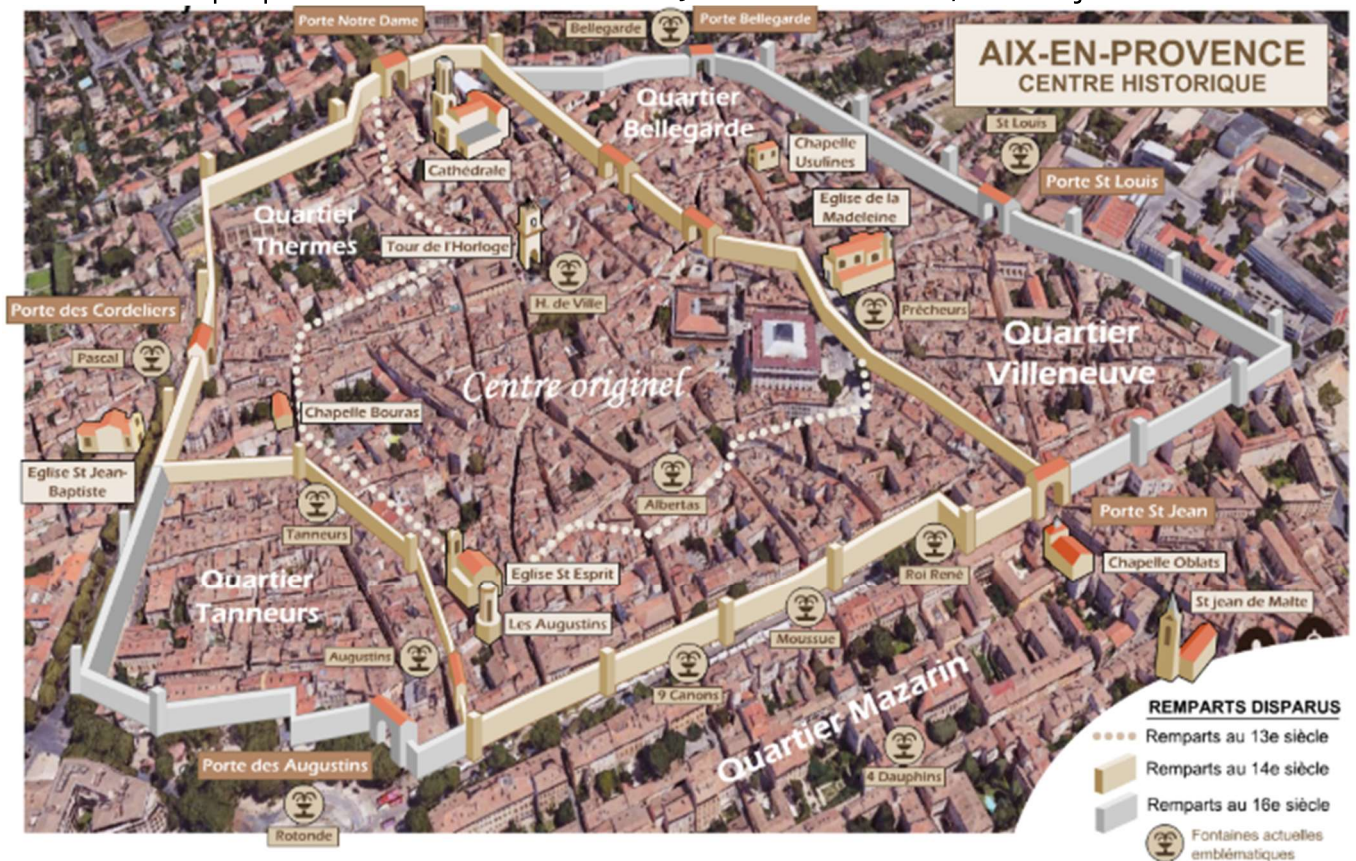 Porte Notre Dame
Bellegarde
Porte Bellegarde
AIX-EN-PROVENCE
CENTRE HISTORIQUE
Quartier
Bellegarde
St Louis
Chapelle
Usulines
Cathédrale
Porte St Louis
Eglise de la
Madeleine
Quartier
Thermes
Tour de l'Horloge
H. de Ville
Porte des Cordeliers
Prêcheurs
Pascal
Quartier
Villeneuve
Centre originel
Chapelle Bouras
Eglise St Jean-
Baptiste
Albertas
Tanneurs
Porte St Jean
Roi René
Chapelle Oblats
Eglise St Esprit
Quartier
Tanneurs
St jean de Malte
Les Augustins
Moussue
Augustins
9 Canons
Quartier Mazarin
Porte des Augustins
4 Dauphins
Rotonde
REMPARTS DISPARUS
Remparts au 13e siècle
Remparts au 14e siècle
Remparts au 16e siècle
Fontaines actuelles
emblématiques